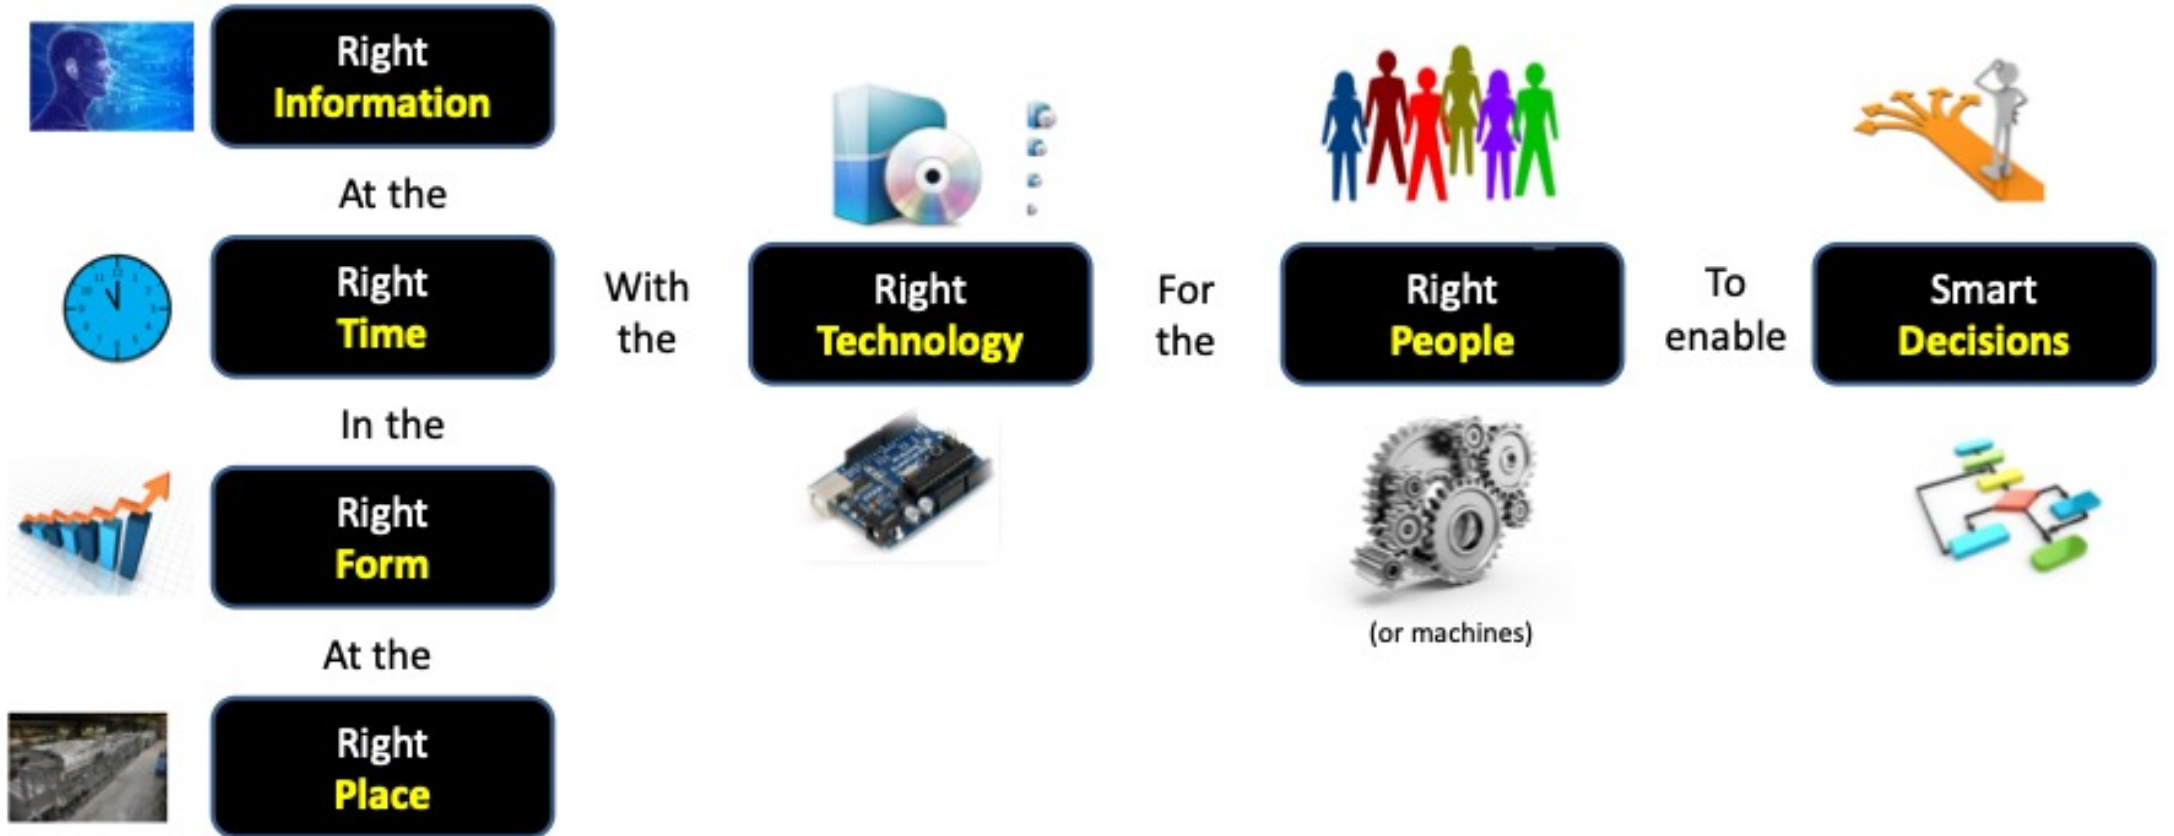 Right
Information
At the
Right
Time
In the
Right
Form
At the
Right
Place
With
the
Right
Technology
For
the
Right
People
(or machines)
To
enable
Smart
Decisions